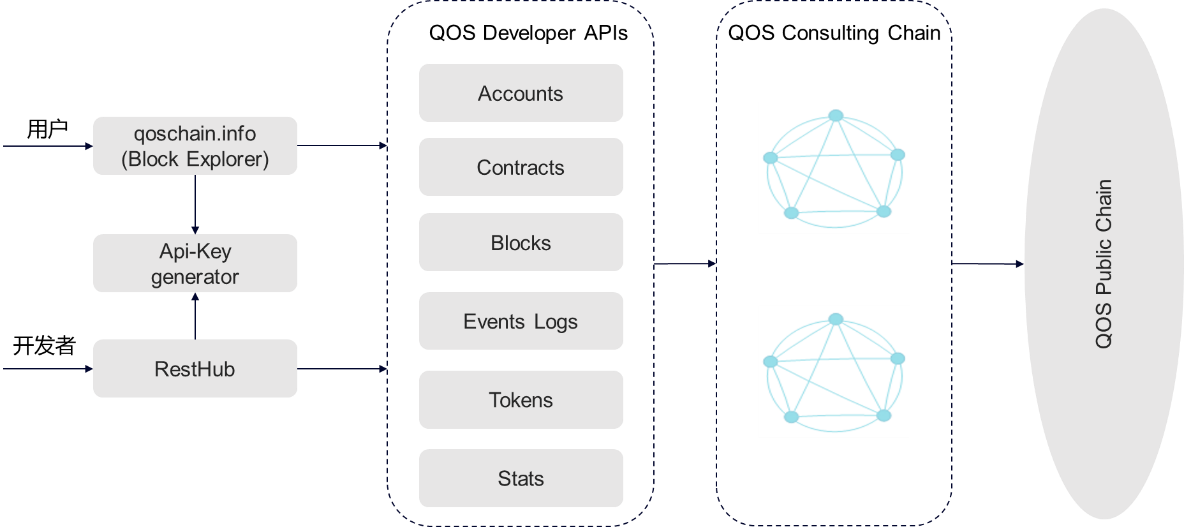 用户
qoschain.info
(Block Explorer)
Api-Key
generator
开发者
RestHub
QOS Developer APIs
Accounts
Contracts
Blocks
Events Logs
Tokens
Stats
QOS Consulting Chain
QOS Public Chain